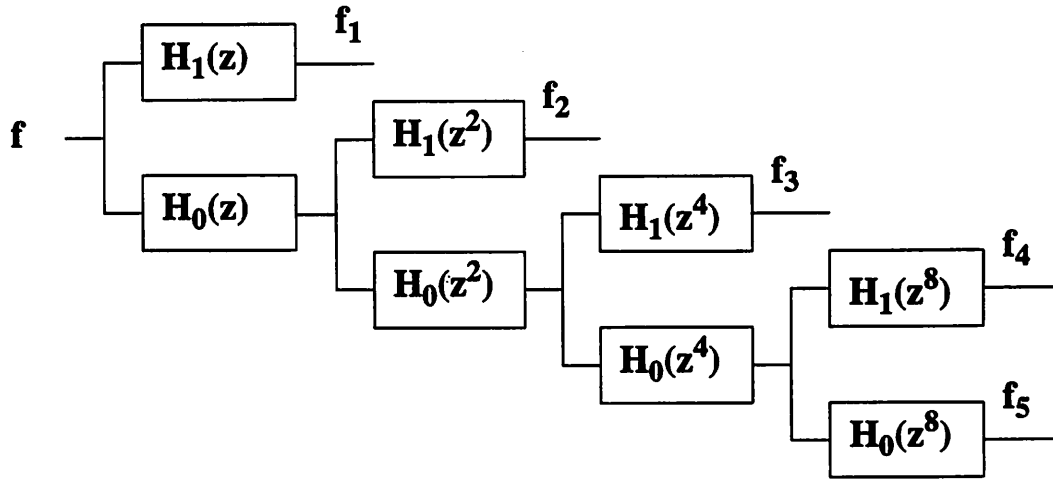 f₁
H₁(z)
f₂
f
H₁(z²)
f₃
H₀(z)
H₁(z⁴)
f₄
H₀(z²)
H₁(z⁸)
H₀(z⁴)
f₅
H₀(z⁸)